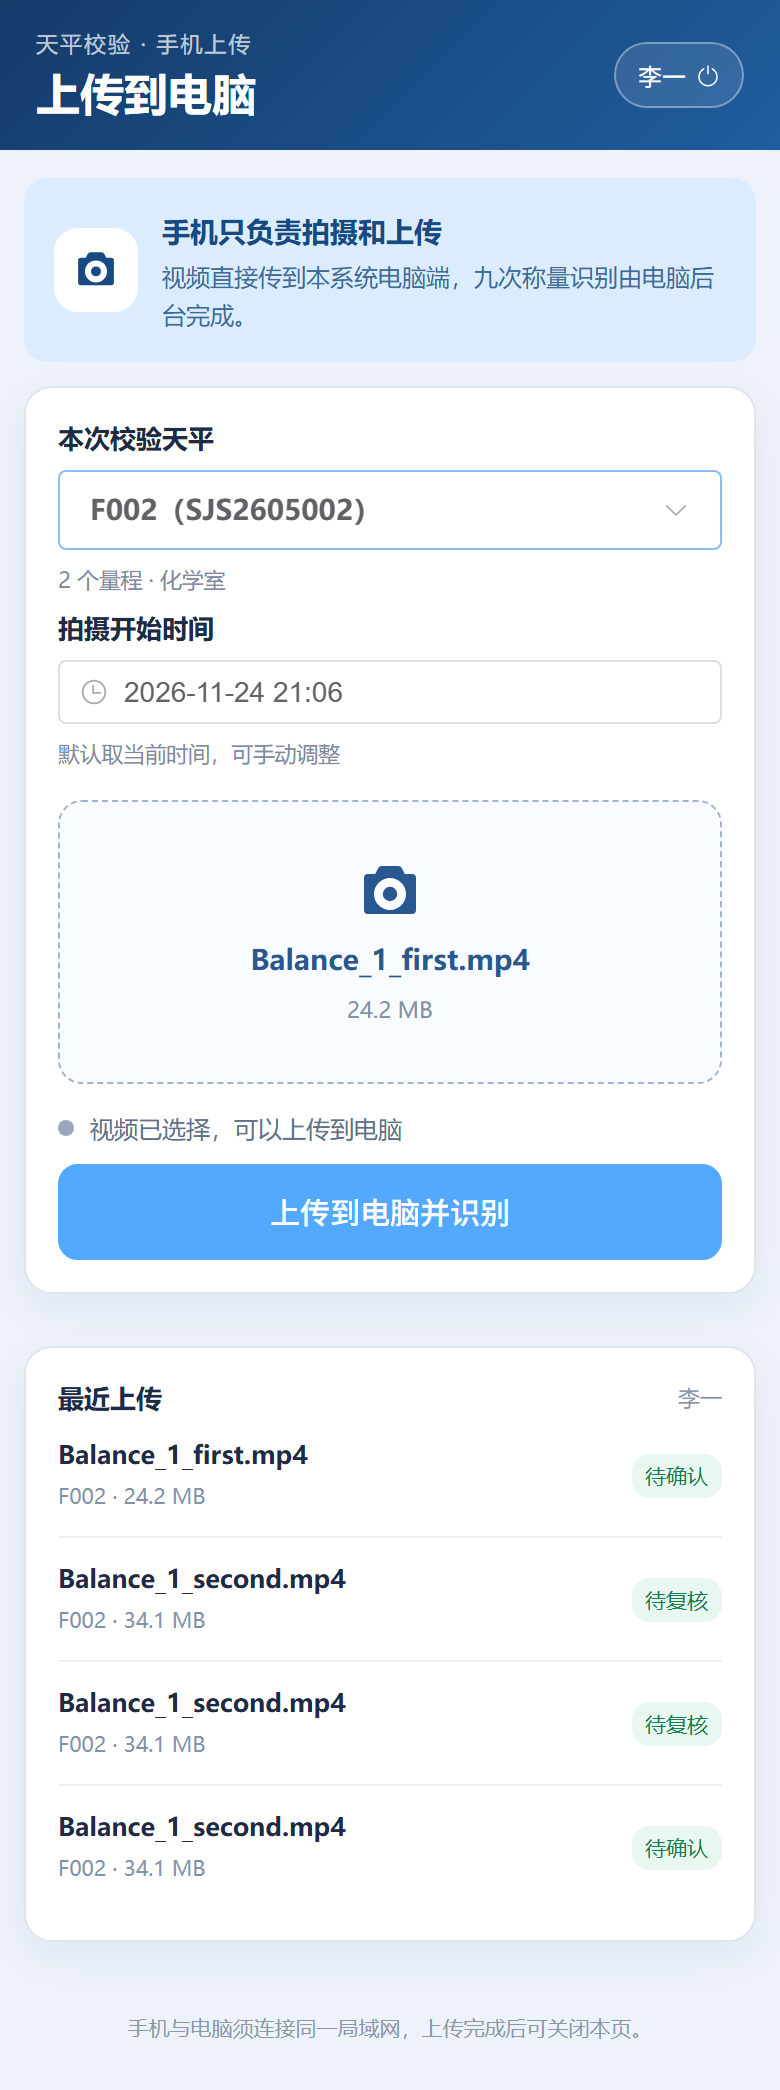 天平校验 · 手机上传
上传到电脑
李一
手机只负责拍摄和上传
视频直接传到本系统电脑端，九次称量识别由电脑后
台完成。
本次校验天平
F002（SJS2605002）
2 个量程 · 化学室
拍摄开始时间
2026-11-24 21:06
默认取当前时间，可手动调整
Balance_1_first.mp4
24.2 MB
视频已选择，可以上传到电脑
上传到电脑并识别
最近上传
李一
Balance_1_first.mp4
F002 · 24.2 MB
待确认
Balance_1_second.mp4
F002 · 34.1 MB
待复核
Balance_1_second.mp4
F002 · 34.1 MB
待复核
Balance_1_second.mp4
F002 · 34.1 MB
待确认
手机与电脑须连接同一局域网，上传完成后可关闭本页。